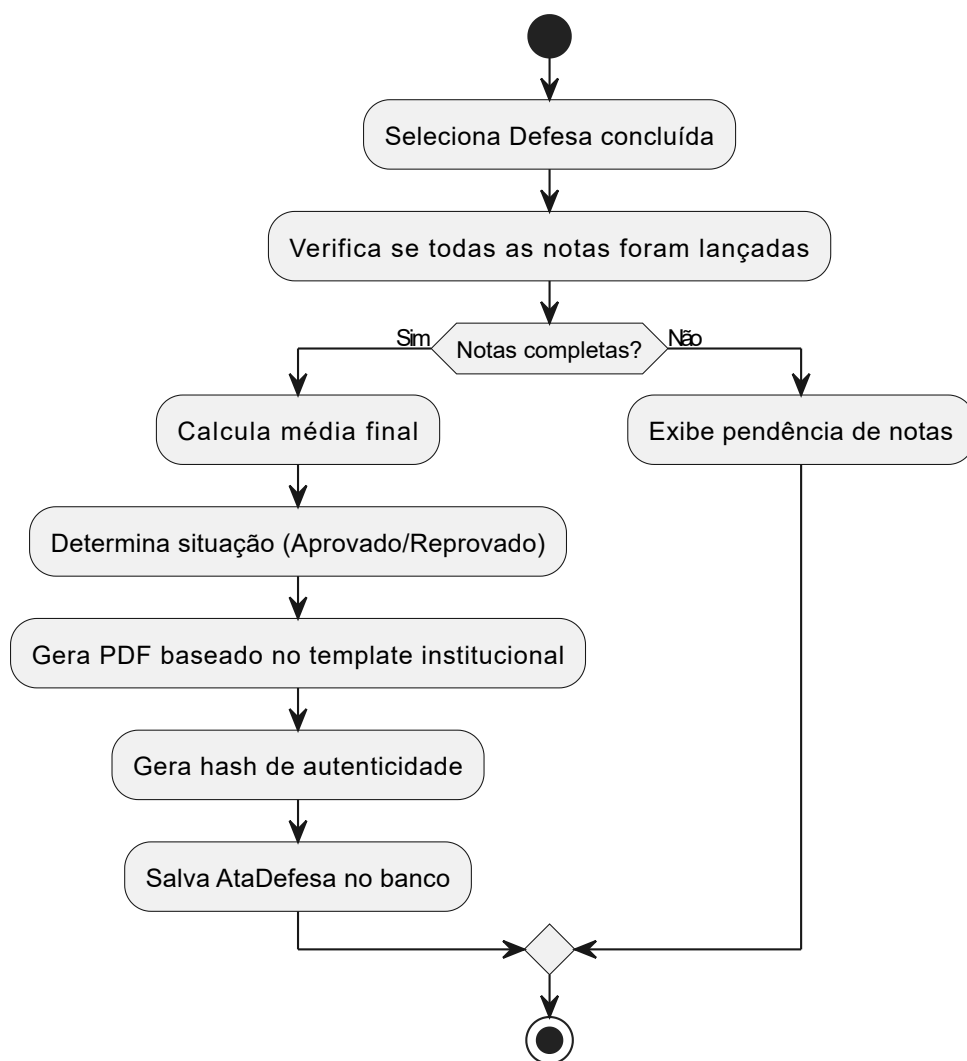 Seleciona Defesa concluída
Verifica se todas as notas foram lançadas
Sim
Notas completas?
Não
Calcula média final
Exibe pendência de notas
Determina situação (Aprovado/Reprovado)
Gera PDF baseado no template institucional
Gera hash de autenticidade
Salva AtaDefesa no banco